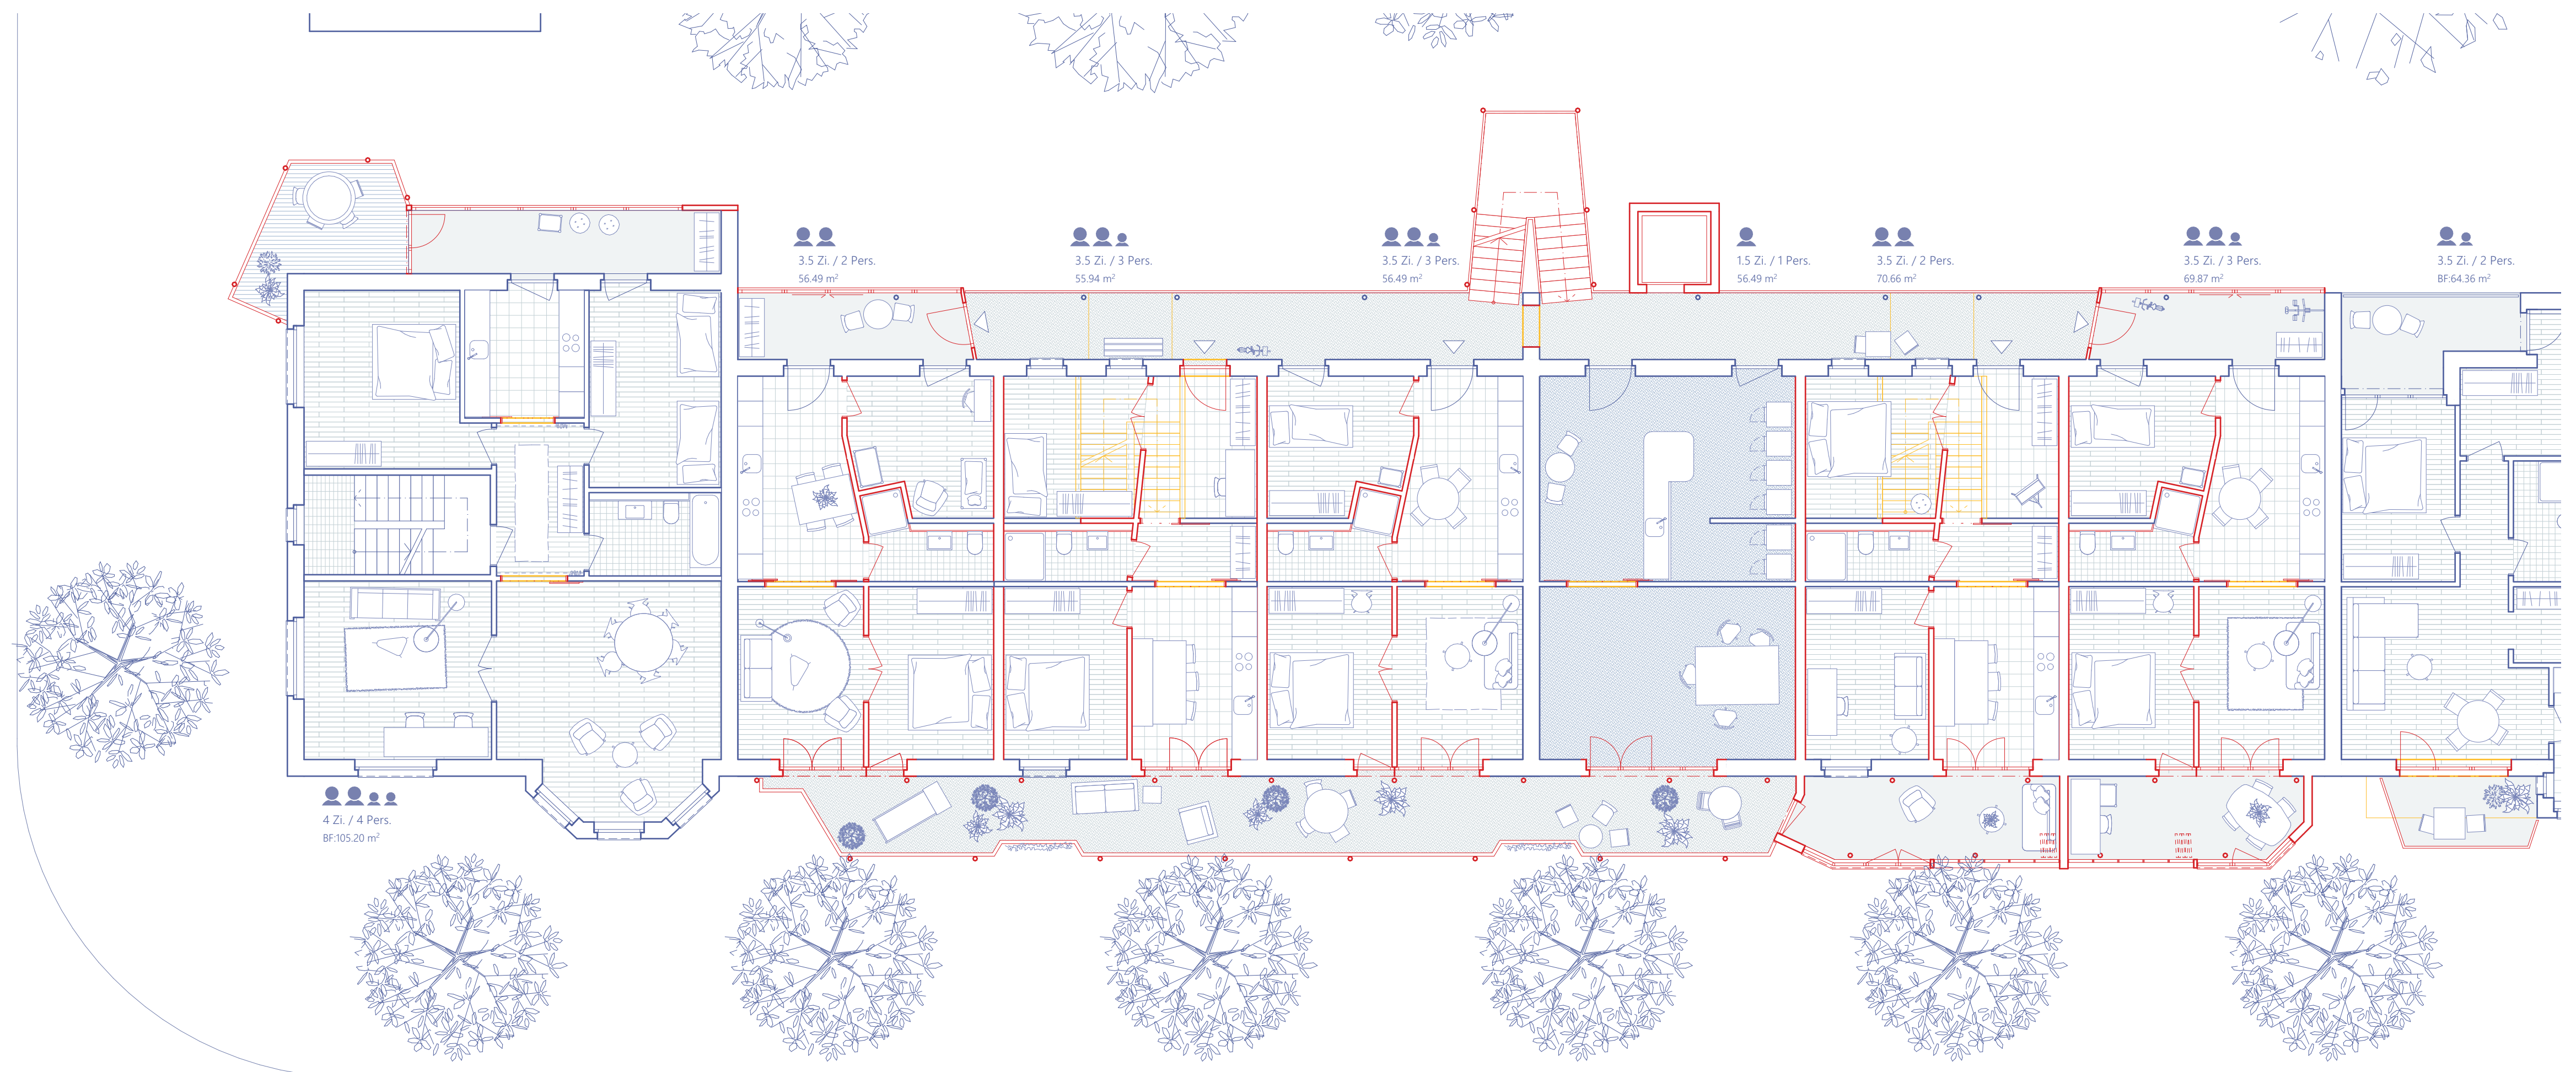 3.5 Zi. / 2 Pers.
56.49 m²
3.5 Zi. / 3 Pers.
55.94 m²
3.5 Zi. / 3 Pers.
56.49 m²
1.5 Zi. / 1 Pers.
56.49 m²
3.5 Zi. / 2 Pers.
70.66 m²
3.5 Zi. / 3 Pers.
69.87 m²
3.5 Zi. / 2 Pers.
BF:64.36 m²
4 Zi. / 4 Pers.
BF:105.20 m²